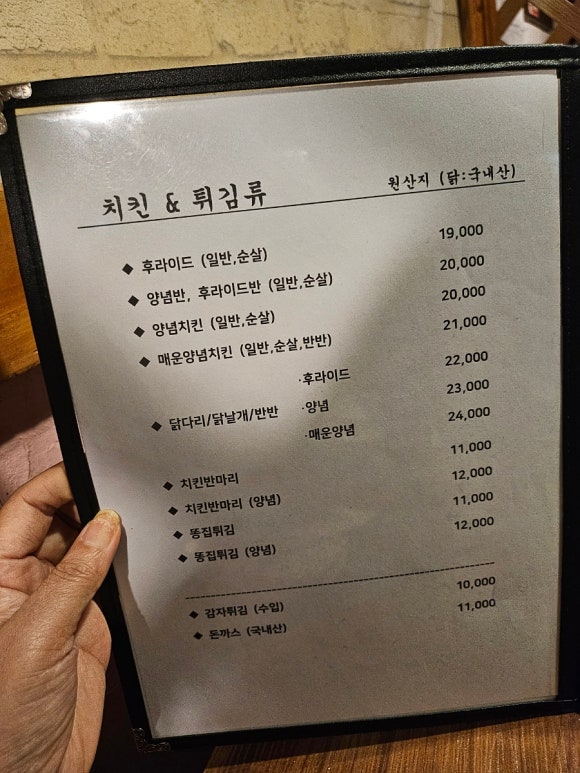 치킨 & 튀김류 원산지 (닭:국내산)
◆ 후라이드 (일반,순살) 19,000
◆ 양념반, 후라이드반 (일반,순살) 20,000
◆ 양념치킨 (일반,순살) 20,000
◆ 매운양념치킨 (일반,순살,반반) 21,000
·후라이드 22,000
◆ 닭다리/닭날개/반반 ·양념 23,000
·매운양념 24,000
◆ 치킨반마리 11,000
◆ 치킨반마리 (양념) 12,000
◆ 똥집튀김 11,000
◆ 똥집튀김 (양념) 12,000
◆ 감자튀김 (수입) 10,000
◆ 돈까스 (국내산) 11,000